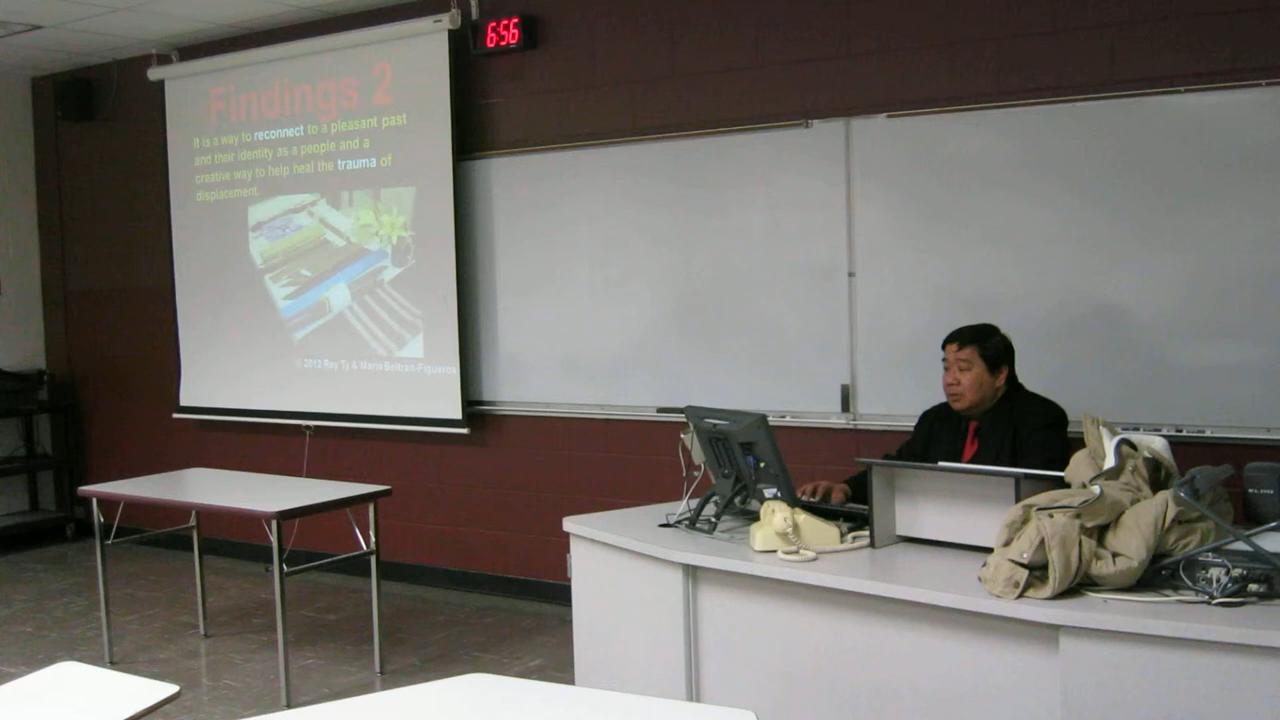 6:56
Findings 2
It is a way to reconnect to a pleasant past
and their identity as a people and a
creative way to help heal the trauma of
displacement.
© 2012 Rey Ty & Maria Beltran-Figueroa